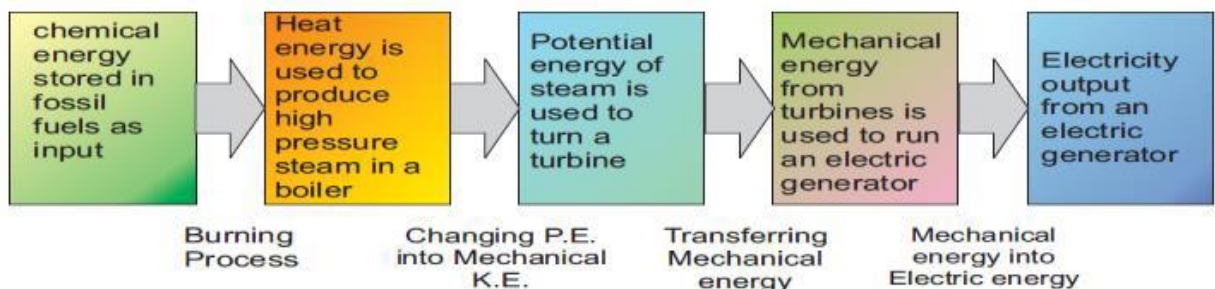 chemical
energy
stored in
fossil
fuels as
input
Heat
energy is
used to
produce
high
pressure
steam in a
boiler
Potential
energy of
steam is
used to
turn a
turbine
Mechanical
energy
from
turbines is
used to run
an electric
generator
Electricity
output
from an
electric
generator
Burning
Process
Changing P.E.
into Mechanical
K.E.
Transferring
Mechanical
energy
Mechanical
energy into
Electric energy